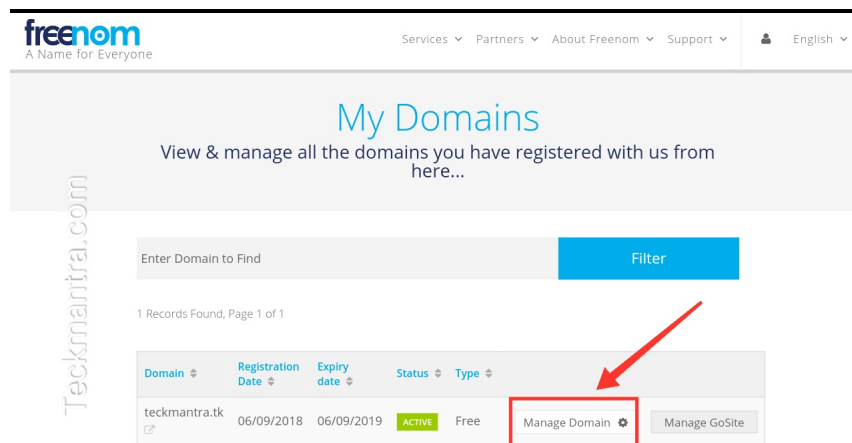 freenom
A Name for Everyone
Services Partners About Freenom Support English
My Domains
View & manage all the domains you have registered with us from
here...
Teckmantra.com
Enter Domain to Find Filter
1 Records Found, Page 1 of 1
Domain Registration Date Expiry date Status Type
teckmantra.tk 06/09/2018 06/09/2019 ACTIVE Free Manage Domain Manage GoSite